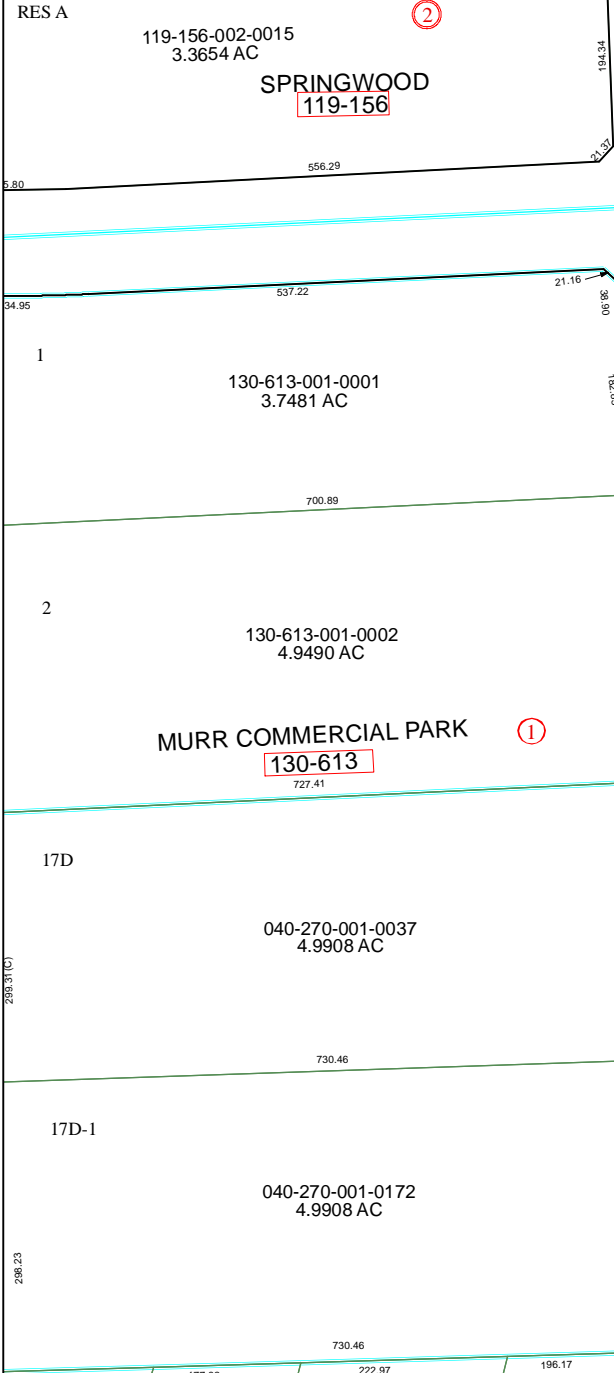 RES A
2
119-156-002-0015
3.3654 AC
194.34
SPRINGWOOD
119-156
21.37
556.29
5.80
21.16
537.22
34.95
38.90
1
130-613-001-0001
3.7481 AC
700.89
2
130-613-001-0002
4.9490 AC
MURR COMMERCIAL PARK
1
130-613
727.41
17D
040-270-001-0037
4.9908 AC
299.31 (C)
730.46
17D-1
040-270-001-0172
4.9908 AC
298.23
730.46
196.17
222.97